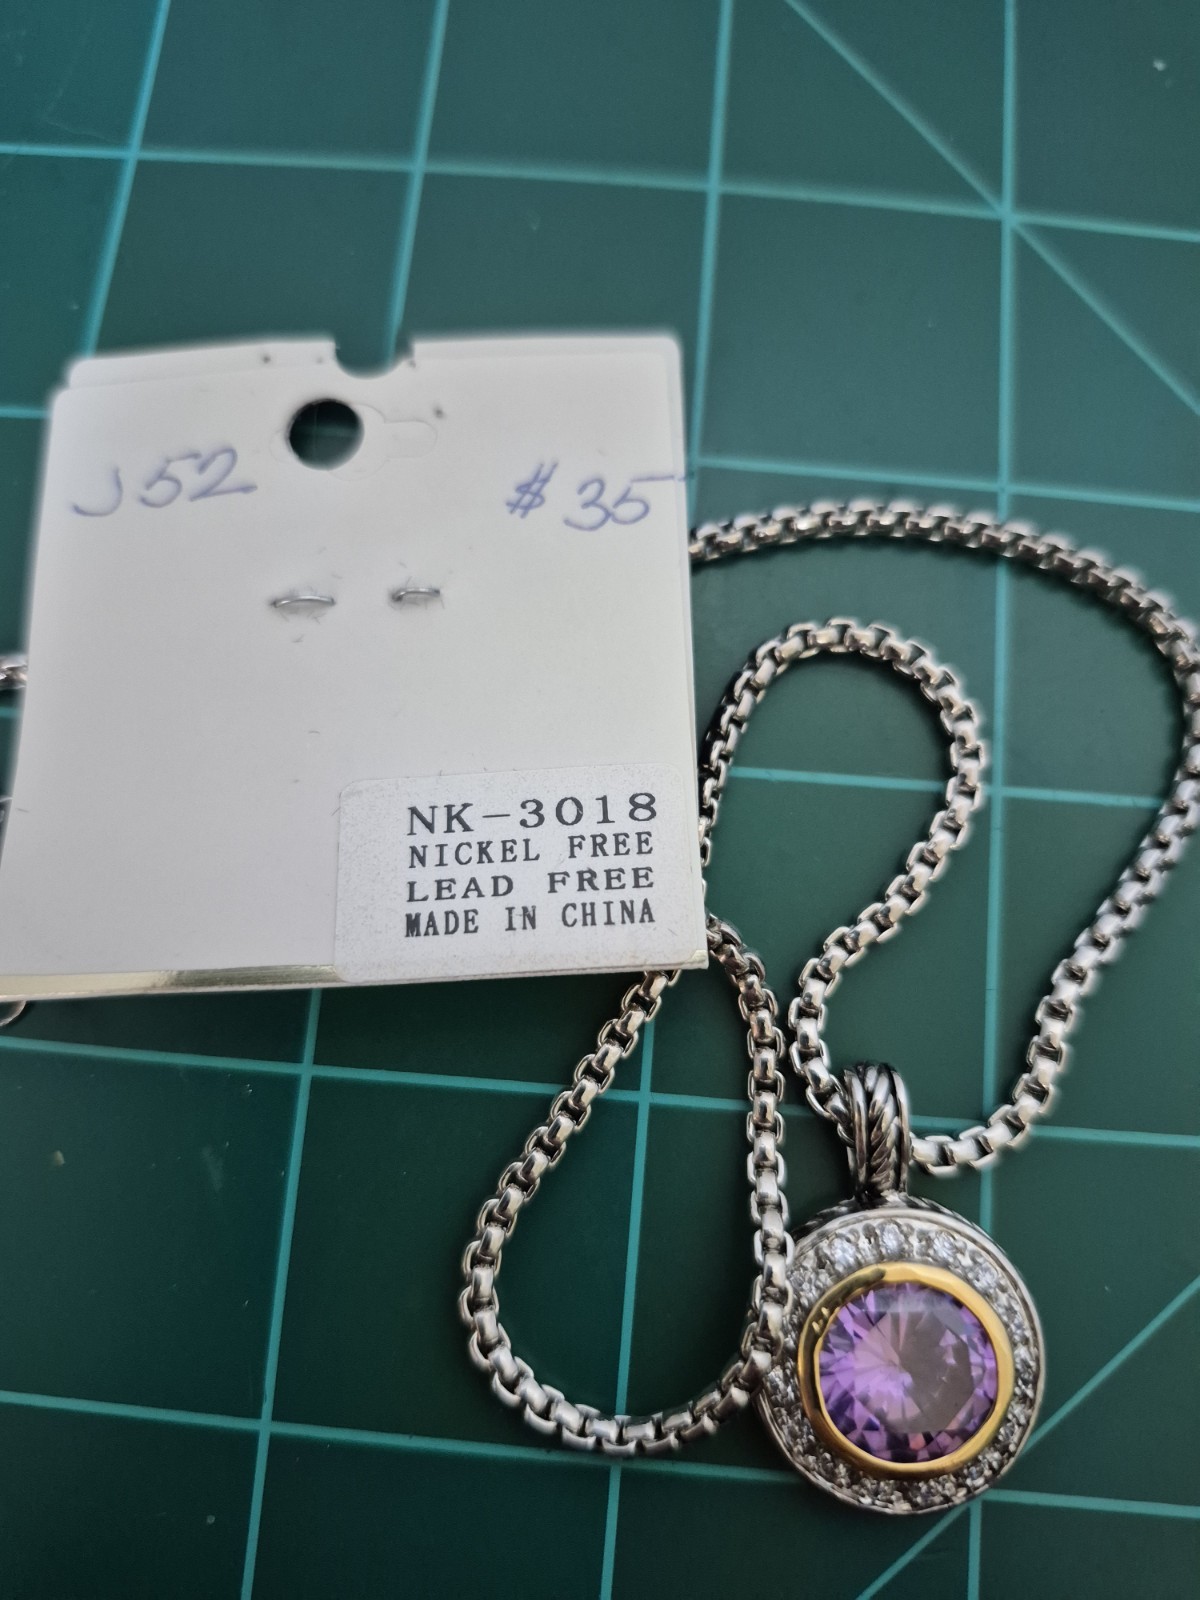 J52
$35
NK-3018
NICKEL FREE
LEAD FREE
MADE IN CHINA